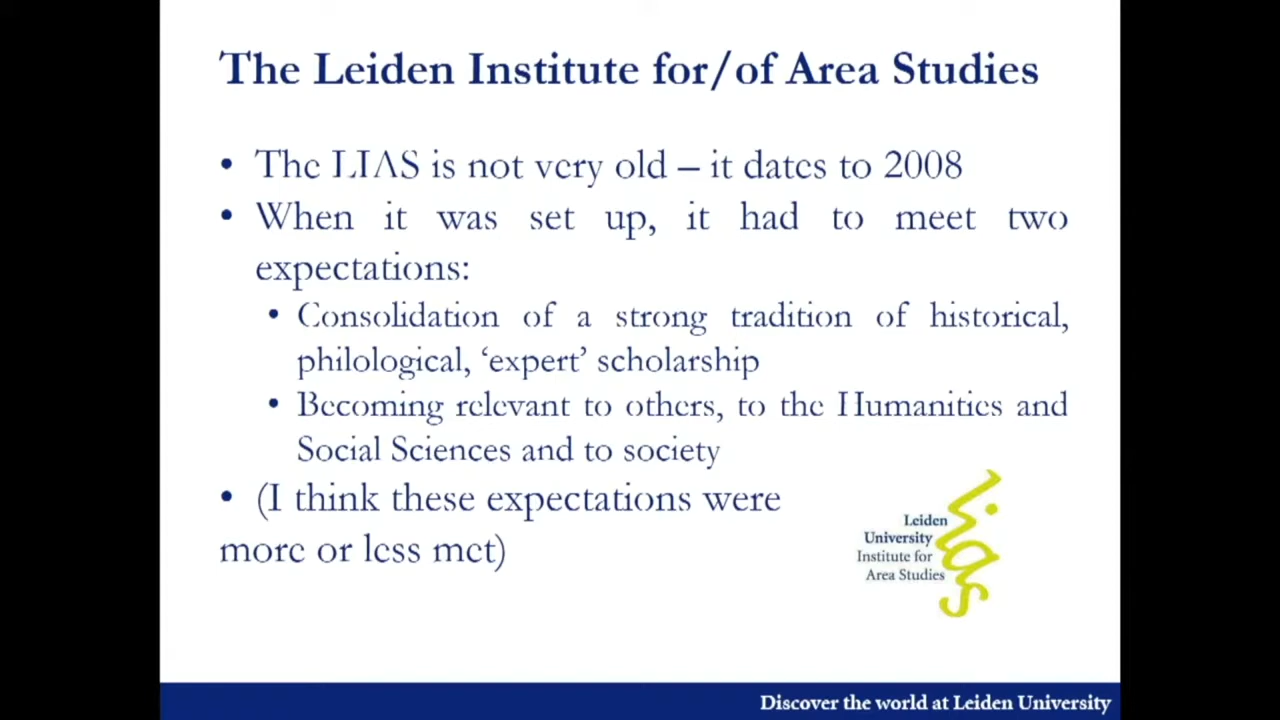 The Leiden Institute for/of Area Studies
• The LIAS is not very old – it dates to 2008
• When it was set up, it had to meet two
expectations:
• Consolidation of a strong tradition of historical,
philological, ‘expert’ scholarship
• Becoming relevant to others, to the Humanities and
Social Sciences and to society
• (I think these expectations were
more or less met)
Leiden
University
Institute for
Area Studies
lias
Discover the world at Leiden University